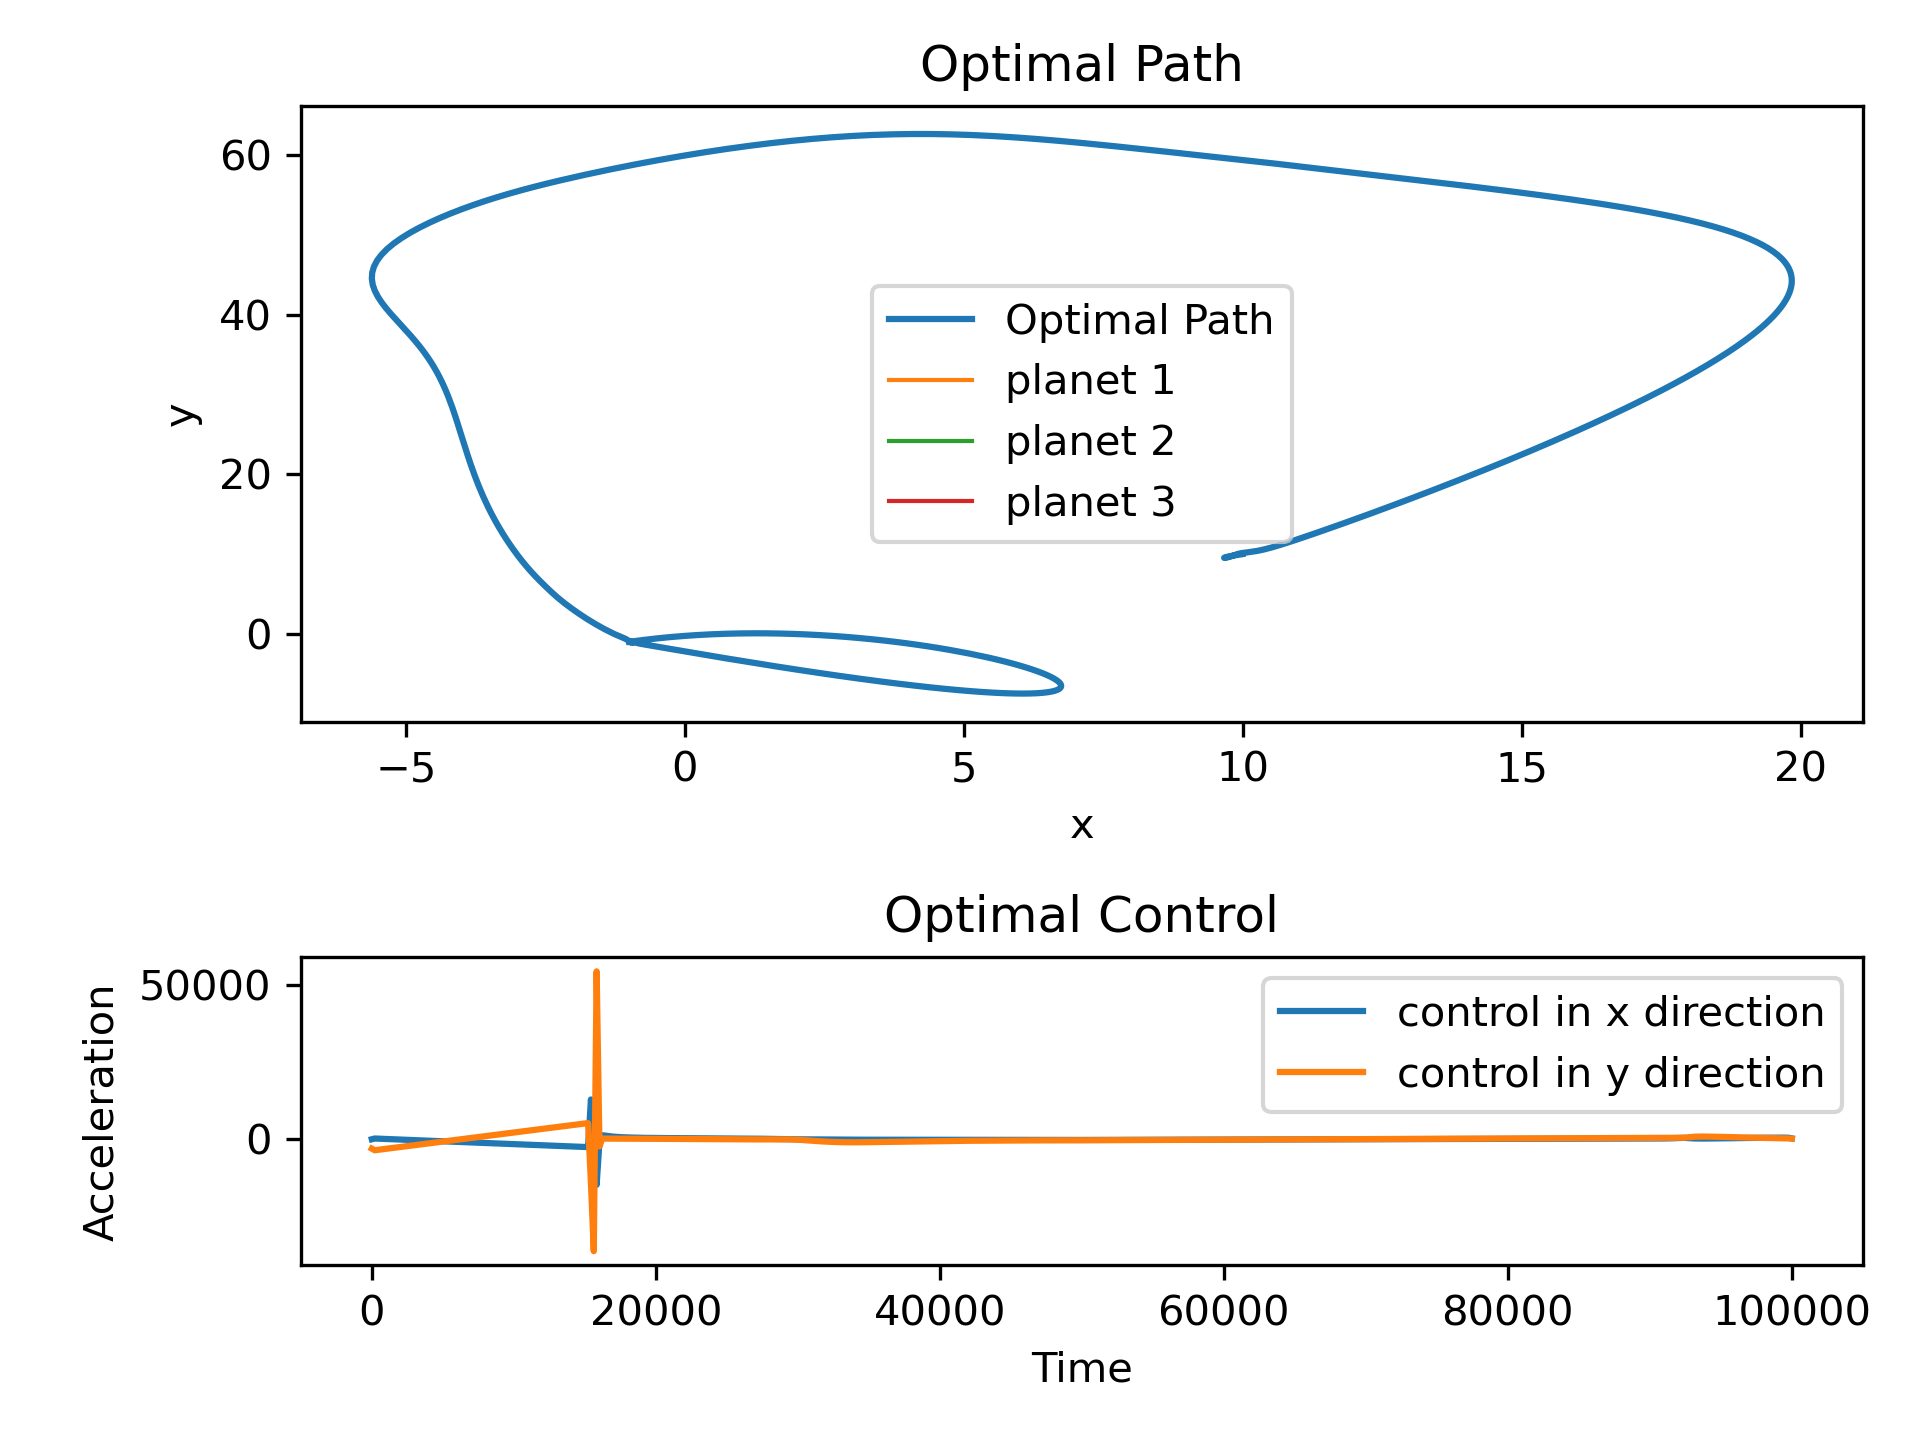 Optimal Path
60
40
20
0
y
Optimal Path
planet 1
planet 2
planet 3
−5 0 5 10 15 20
x
Optimal Control
50000
0
Acceleration
control in x direction
control in y direction
0 20000 40000 60000 80000 100000
Time